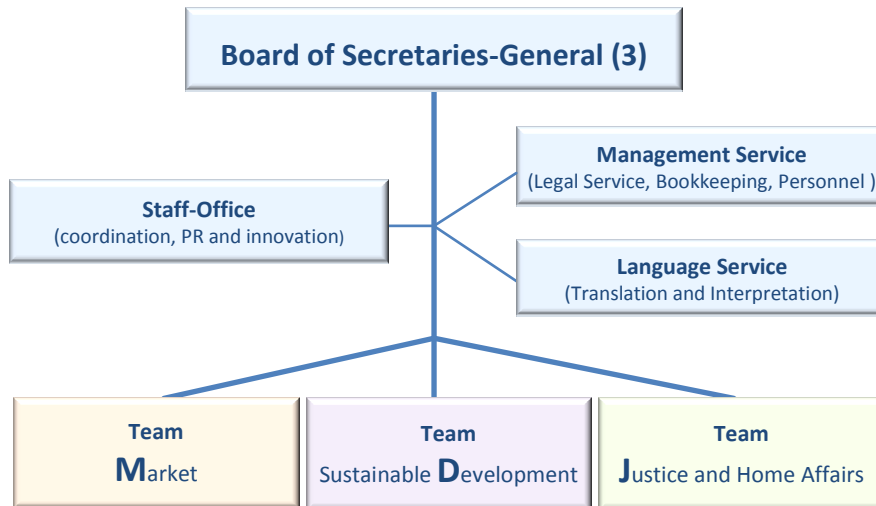 Board of Secretaries-General (3)
Management Service
(Legal Service, Bookkeeping, Personnel )
Staff-Office
(coordination, PR and innovation)
Language Service
(Translation and Interpretation)
Team
Market
Team
Sustainable Development
Team
Justice and Home Affairs